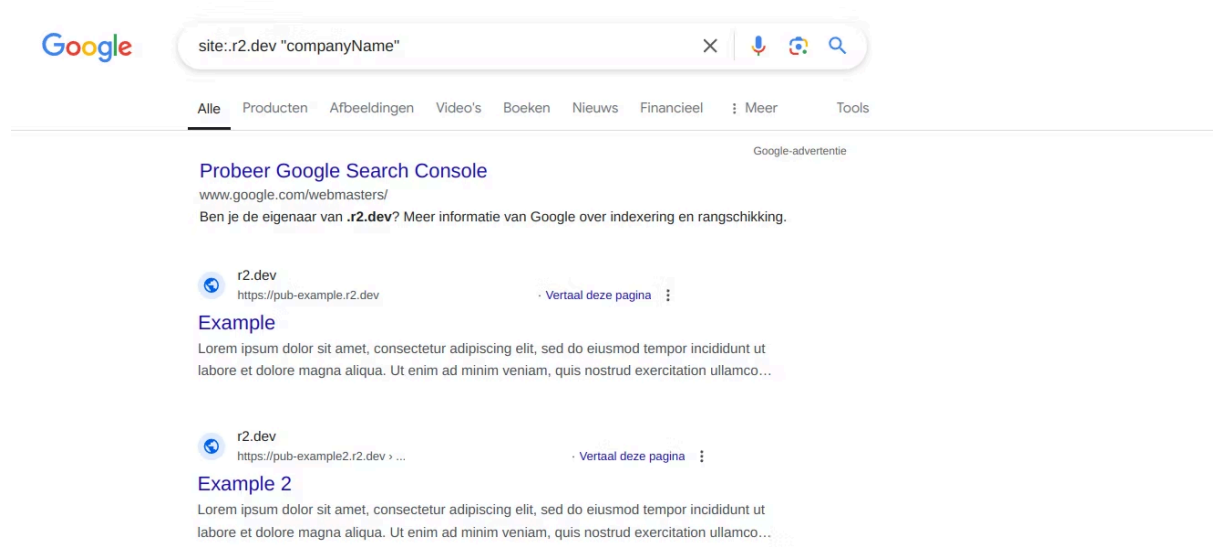 Google
site:.r2.dev "companyName"
Alle Producten Afbeeldingen Video's Boeken Nieuws Financieel Meer Tools
Google-advertentie
Probeer Google Search Console
www.google.com/webmasters/
Ben je de eigenaar van .r2.dev? Meer informatie van Google over indexering en rangschikking.
r2.dev
https://pub-example.r2.dev · Vertaal deze pagina
Example
Lorem ipsum dolor sit amet, consectetur adipiscing elit, sed do eiusmod tempor incididunt ut
labore et dolore magna aliqua. Ut enim ad minim veniam, quis nostrud exercitation ullamco…
r2.dev
https://pub-example2.r2.dev › ... · Vertaal deze pagina
Example 2
Lorem ipsum dolor sit amet, consectetur adipiscing elit, sed do eiusmod tempor incididunt ut
labore et dolore magna aliqua. Ut enim ad minim veniam, quis nostrud exercitation ullamco…